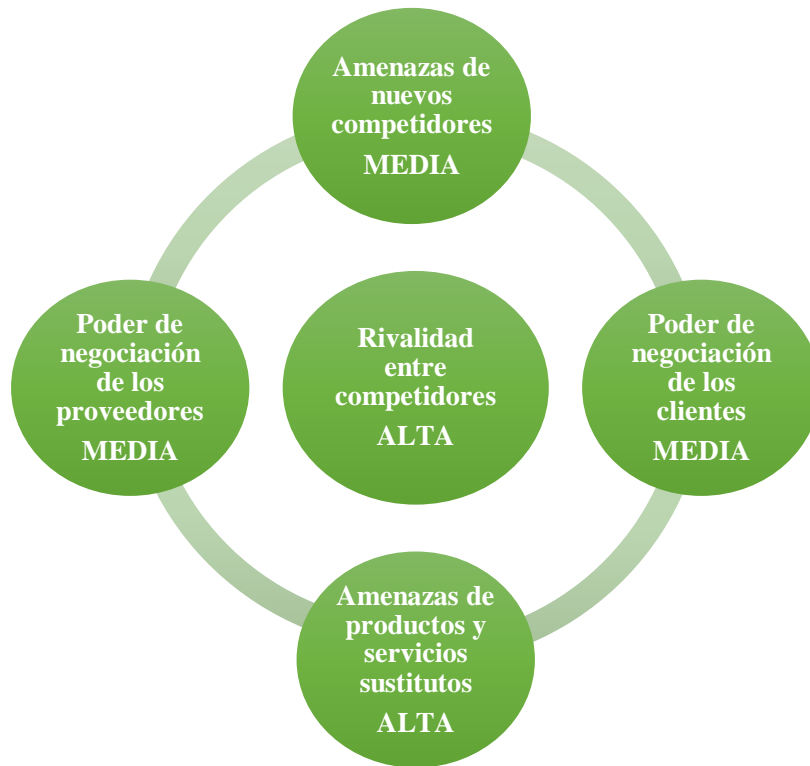 Amenazas de
nuevos
competidores
MEDIA
Poder de
negociación
de los
proveedores
MEDIA
Rivalidad
entre
competidores
ALTA
Poder de
negociación
de los
clientes
MEDIA
Amenazas de
productos y
servicios
sustitutos
ALTA